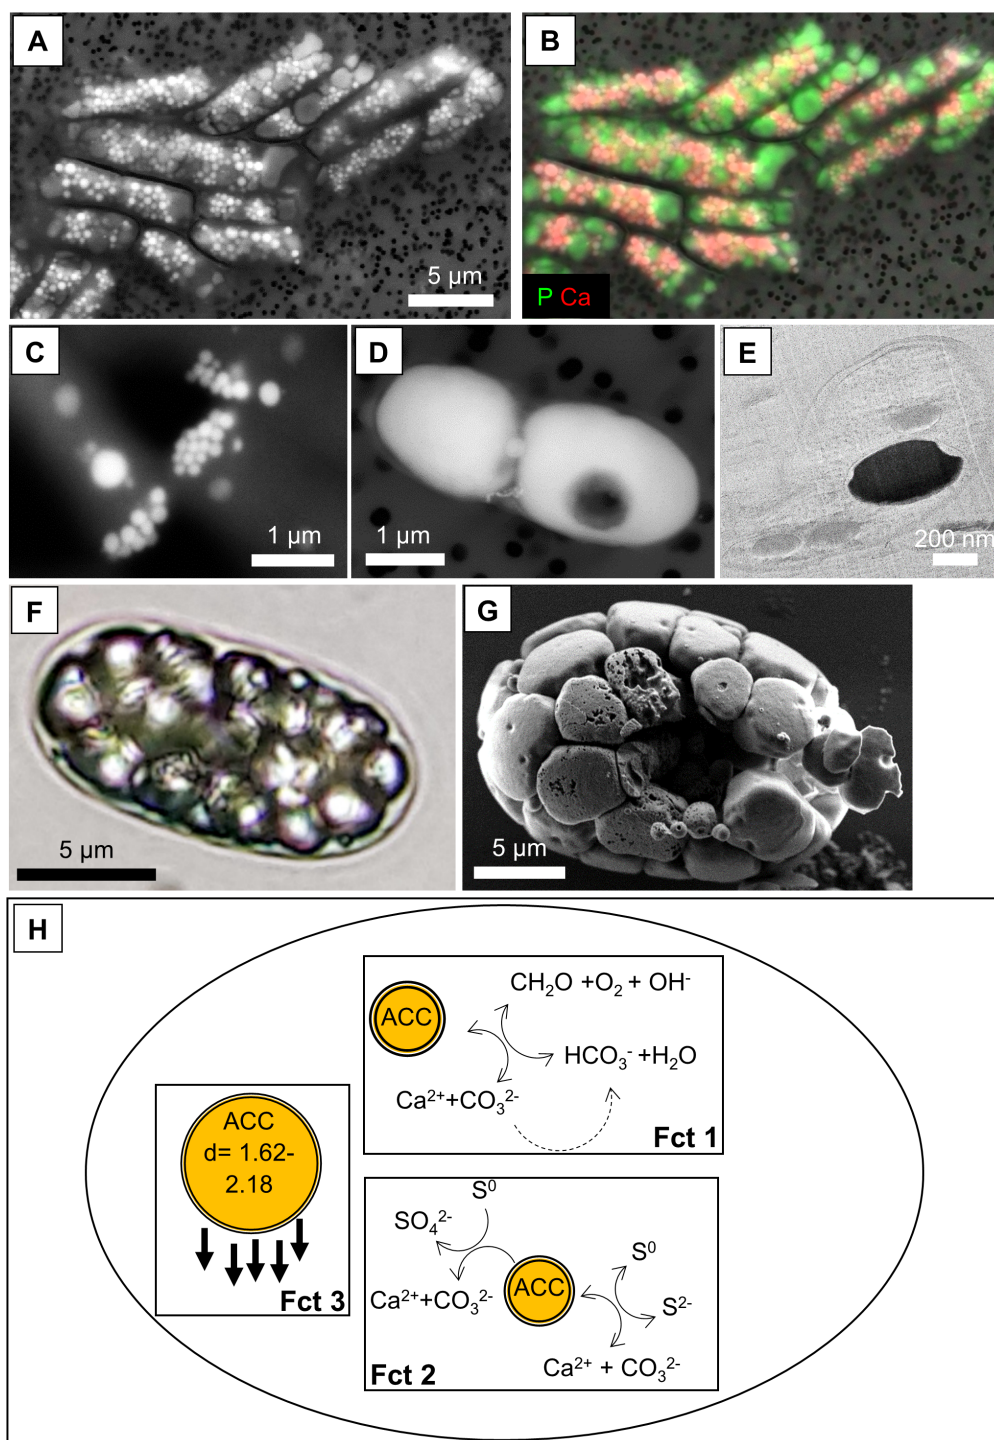 A
5 µm
B
P Ca
C
1 µm
D
1 µm
E
200 nm
F
5 µm
G
5 µm
H
ACC
CH₂O +O₂ + OH⁻
HCO₃⁻ +H₂O
Ca²⁺+CO₃²⁻
Fct 1
ACC
d= 1.62-
2.18
Fct 3
S⁰
SO₄²⁻
Ca²⁺+CO₃²⁻
ACC
S⁰
S²⁻
Ca²⁺ + CO₃²⁻
Fct 2